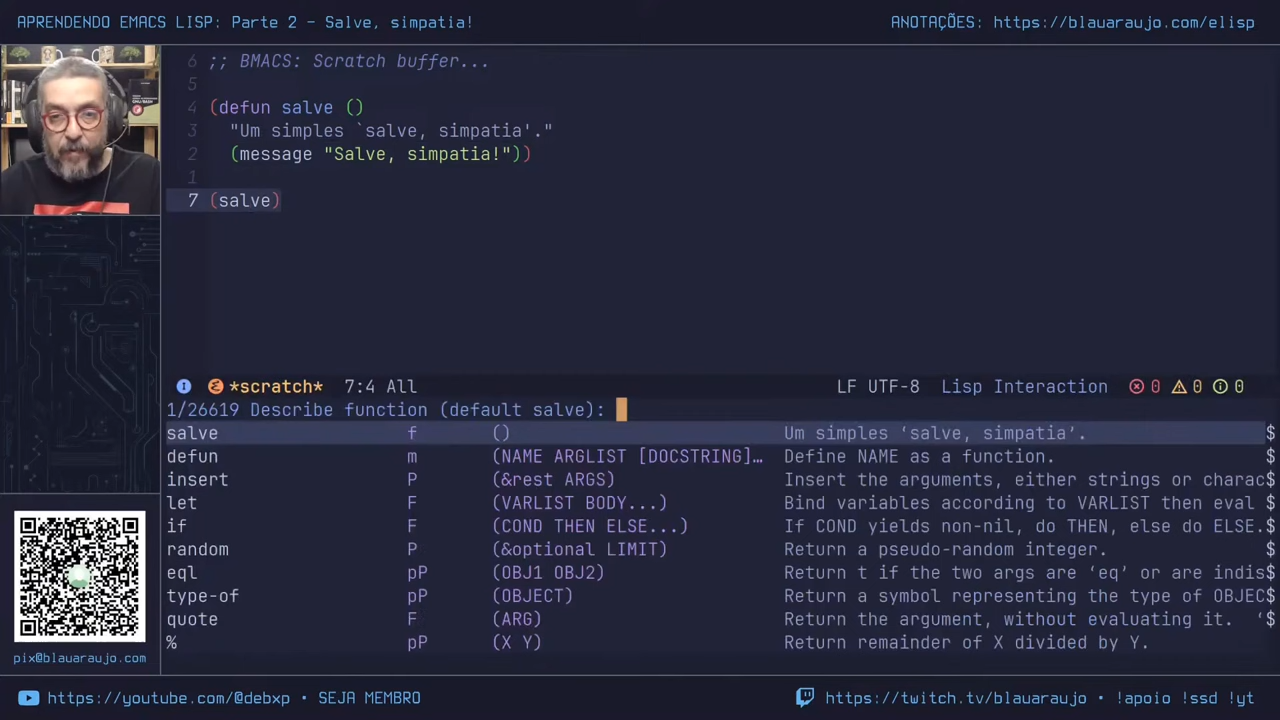 APRENDENDO EMACS LISP: Parte 2 - Salve, simpatia!
ANOTAÇÕES: https://blauaraujo.com/elisp
6 ;; BMACS: Scratch buffer...
5
4 (defun salve ()
3 "Um simples `salve, simpatia'."
2 (message "Salve, simpatia!"))
1
7 (salve)
*scratch* 7:4 All LF UTF-8 Lisp Interaction 0 0 0
1/26619 Describe function (default salve):
salve f () Um simples ‘salve, simpatia’. $
defun m (NAME ARGLIST [DOCSTRING]… Define NAME as a function. $
insert P (&rest ARGS) Insert the arguments, either strings or charac$
let F (VARLIST BODY...) Bind variables according to VARLIST then eval $
if F (COND THEN ELSE...) If COND yields non-nil, do THEN, else do ELSE.$
random P (&optional LIMIT) Return a pseudo-random integer. $
eql pP (OBJ1 OBJ2) Return t if the two args are ‘eq’ or are indis$
type-of pP (OBJECT) Return a symbol representing the type of OBJEC$
quote F (ARG) Return the argument, without evaluating it. ‘$
% pP (X Y) Return remainder of X divided by Y. $
pix@blauaraujo.com
https://youtube.com/@debxp • SEJA MEMBRO
https://twitch.tv/blauaraujo • !apoio !ssd !yt